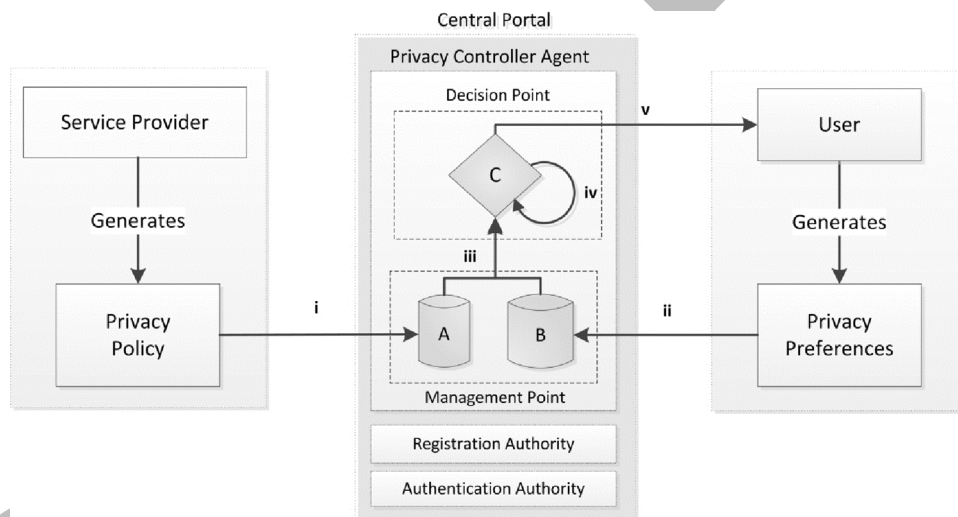 Central Portal
Privacy Controller Agent
Decision Point
Service Provider
v
User
C
iv
Generates
Generates
iii
i
A
B
ii
Privacy
Policy
Privacy
Preferences
Management Point
Registration Authority
Authentication Authority